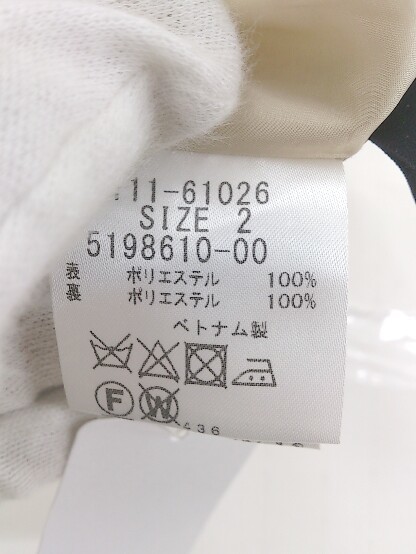 11-61026
SIZE 2
5198610-00
表 ポリエステル 100%
裏 ポリエステル 100%
ベトナム製
F W
436